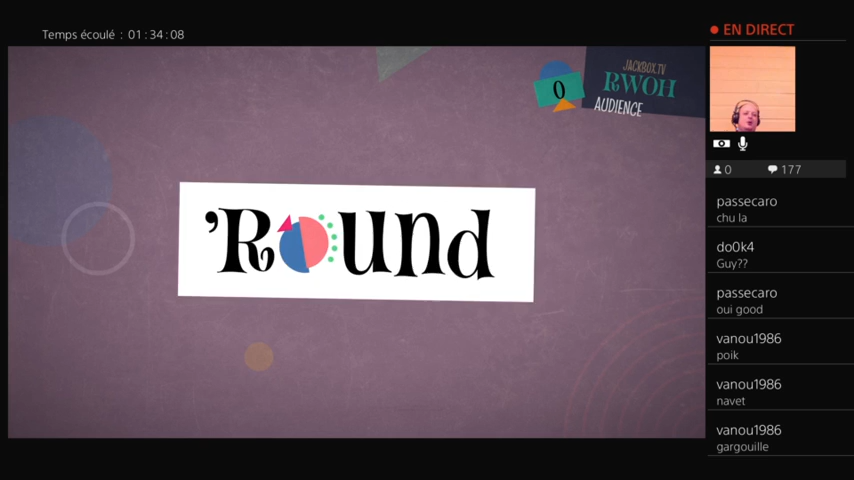 Temps écoulé : 01:34:08
EN DIRECT
JACKBOX.TV
RWOH
0
AUDIENCE
'ROUnd
0
177
passecaro
chu la
do0k4
Guy??
passecaro
oui good
vanou1986
poik
vanou1986
navet
vanou1986
gargouille